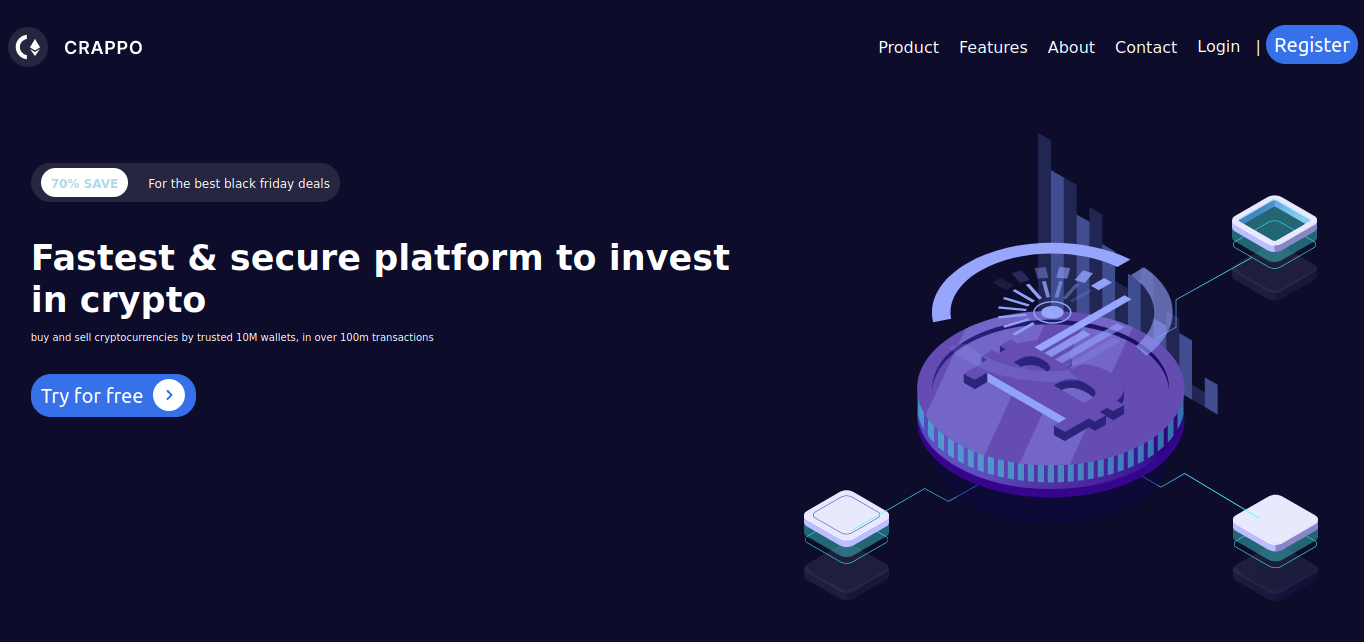 CRAPPO
Product Features About Contact Login | Register
70% SAVE For the best black friday deals
Fastest & secure platform to invest
in crypto
buy and sell cryptocurrencies by trusted 10M wallets, in over 100m transactions
Try for free